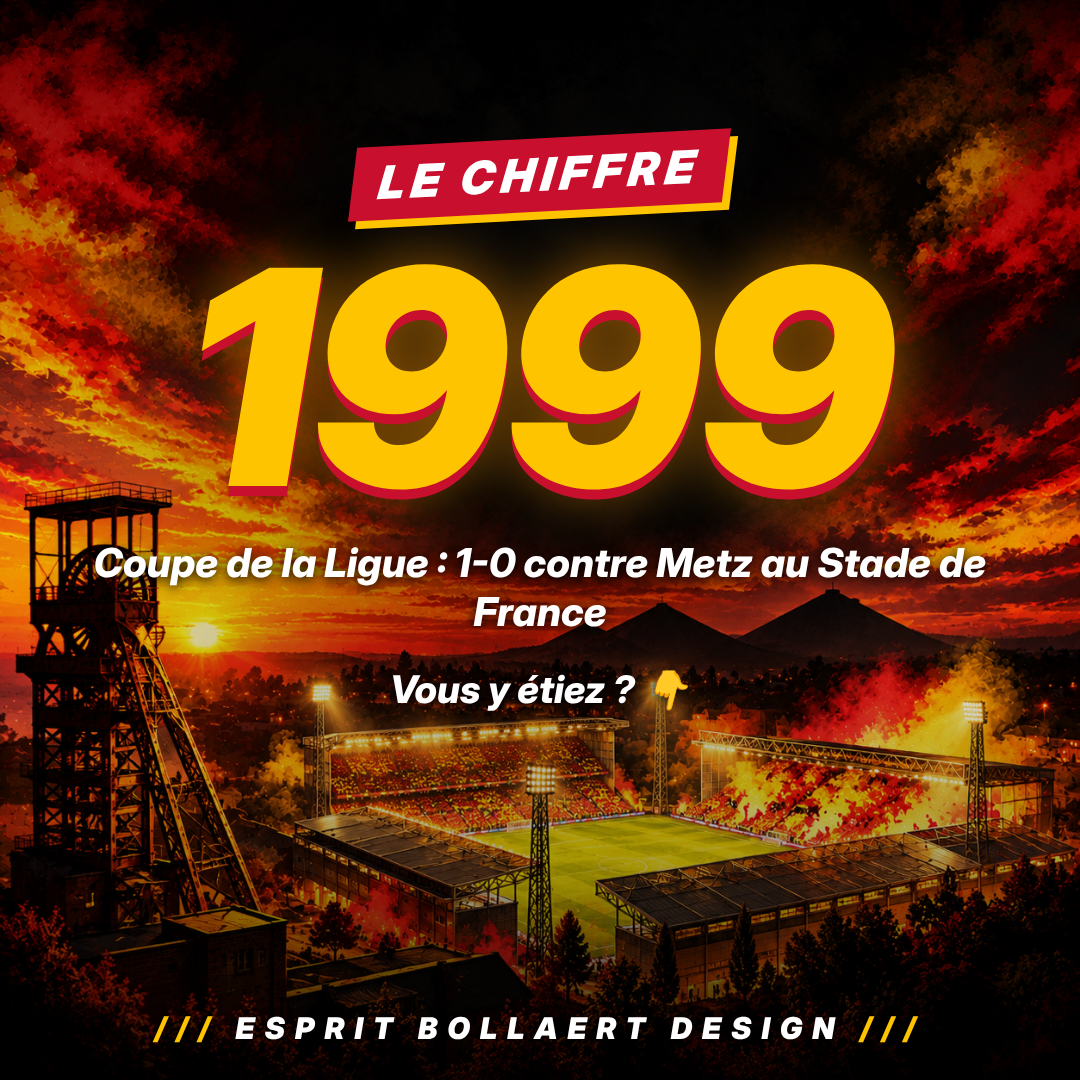 LE CHIFFRE
1999
Coupe de la Ligue : 1-0 contre Metz au Stade de
France
Vous y étiez ? 👇
/// ESPRIT BOLLAERT DESIGN ///